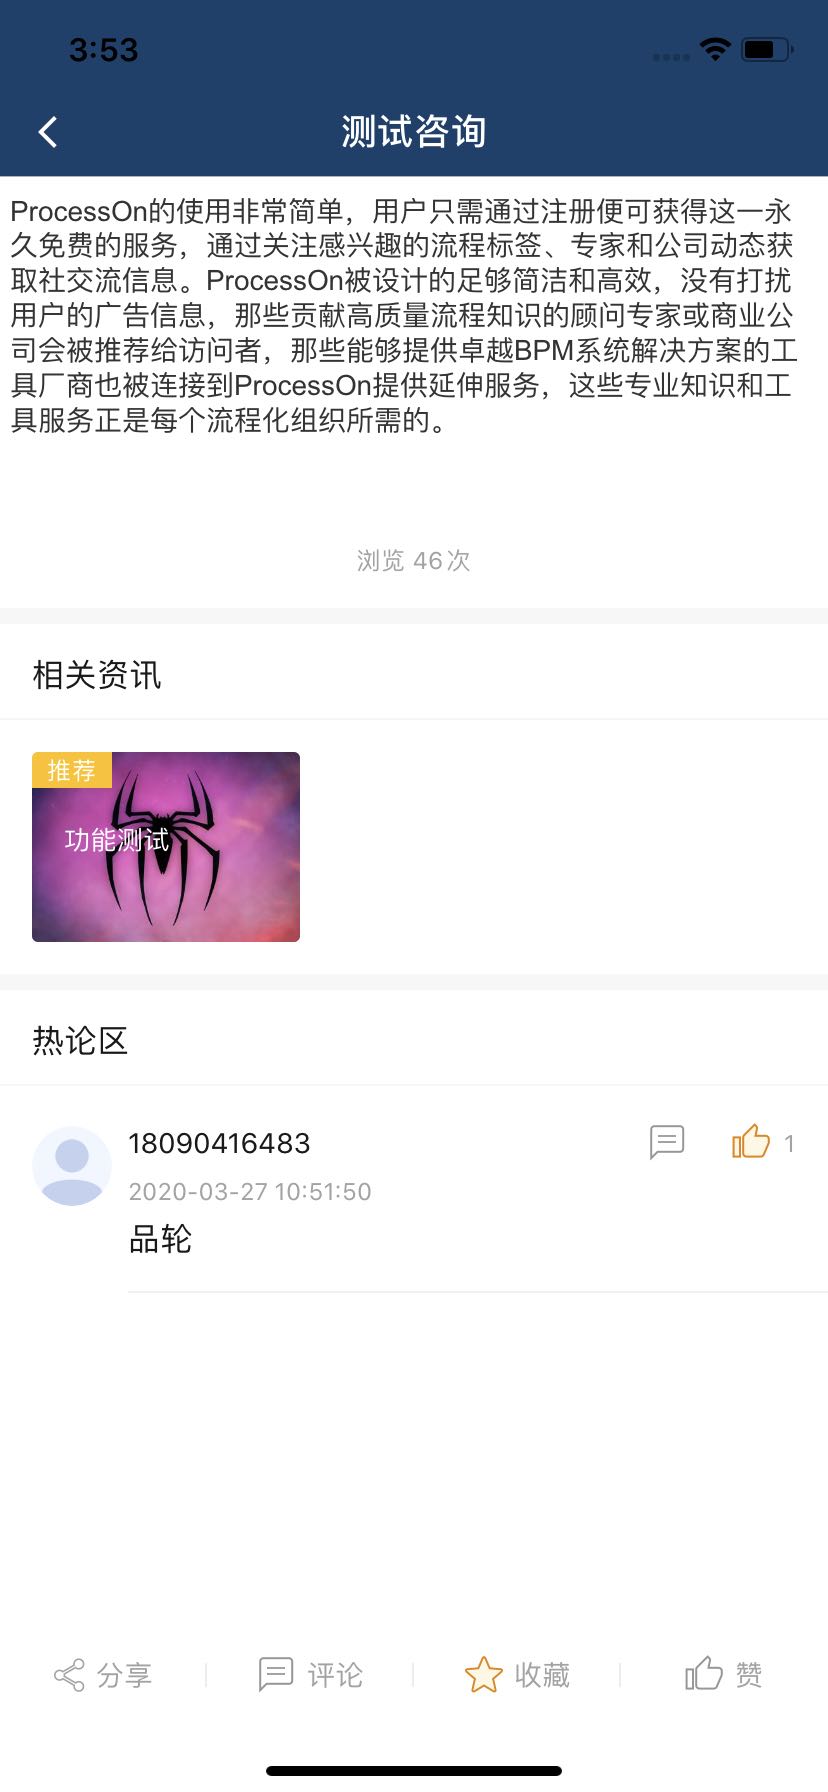 3:53
测试咨询
ProcessOn的使用非常简单，用户只需通过注册便可获得这一永
久免费的服务，通过关注感兴趣的流程标签、专家和公司动态获
取社交流信息。ProcessOn被设计的足够简洁和高效，没有打扰
用户的广告信息，那些贡献高质量流程知识的顾问专家或商业公
司会被推荐给访问者，那些能够提供卓越BPM系统解决方案的工
具厂商也被连接到ProcessOn提供延伸服务，这些专业知识和工
具服务正是每个流程化组织所需的。
浏览 46次
相关资讯
推荐
功能测试
热论区
18090416483
1
2020-03-27 10:51:50
品轮
分享
评论
收藏
赞